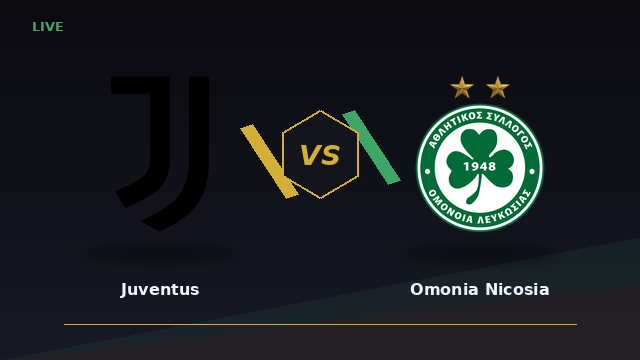 LIVE
VS
ΑΘΛΗΤΙΚΟΣ ΣΥΛΛΟΓΟΣ
1948
ΟΜΟΝΟΙΑ ΛΕΥΚΩΣΙΑΣ
Juventus
Omonia Nicosia